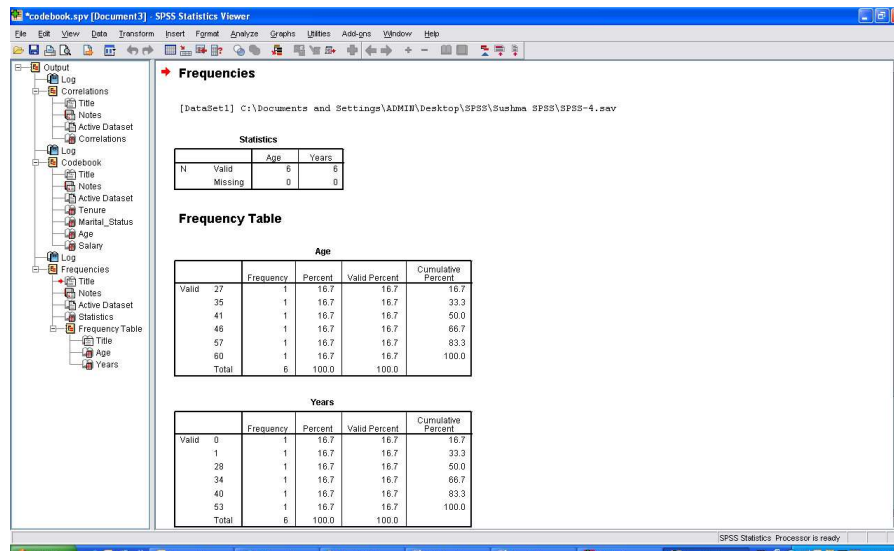 *codebook.spv [Document3] - SPSS Statistics Viewer
File Edit View Data Transform Insert Format Analyze Graphs Utilities Add-ons Window Help
Output
Log
Correlations
Title
Notes
Active Dataset
Correlations
Log
Codebook
Title
Notes
Active Dataset
Tenure
Marital_Status
Age
Salary
Log
Frequencies
Title
Notes
Active Dataset
Statistics
Frequency Table
Title
Age
Years
Frequencies
[DataSet1] C:\Documents and Settings\ADMIN\Desktop\SPSS\Sushma SPSS\SPSS-4.sav
Statistics
Age Years
N Valid 6 6
Missing 0 0
Frequency Table
Age
Frequency Percent Valid Percent Cumulative Percent
Valid 27 1 16.7 16.7 16.7
35 1 16.7 16.7 33.3
41 1 16.7 16.7 50.0
46 1 16.7 16.7 66.7
57 1 16.7 16.7 83.3
60 1 16.7 16.7 100.0
Total 6 100.0 100.0
Years
Frequency Percent Valid Percent Cumulative Percent
Valid 0 1 16.7 16.7 16.7
1 1 16.7 16.7 33.3
28 1 16.7 16.7 50.0
34 1 16.7 16.7 66.7
40 1 16.7 16.7 83.3
53 1 16.7 16.7 100.0
Total 6 100.0 100.0
SPSS Statistics Processor is ready